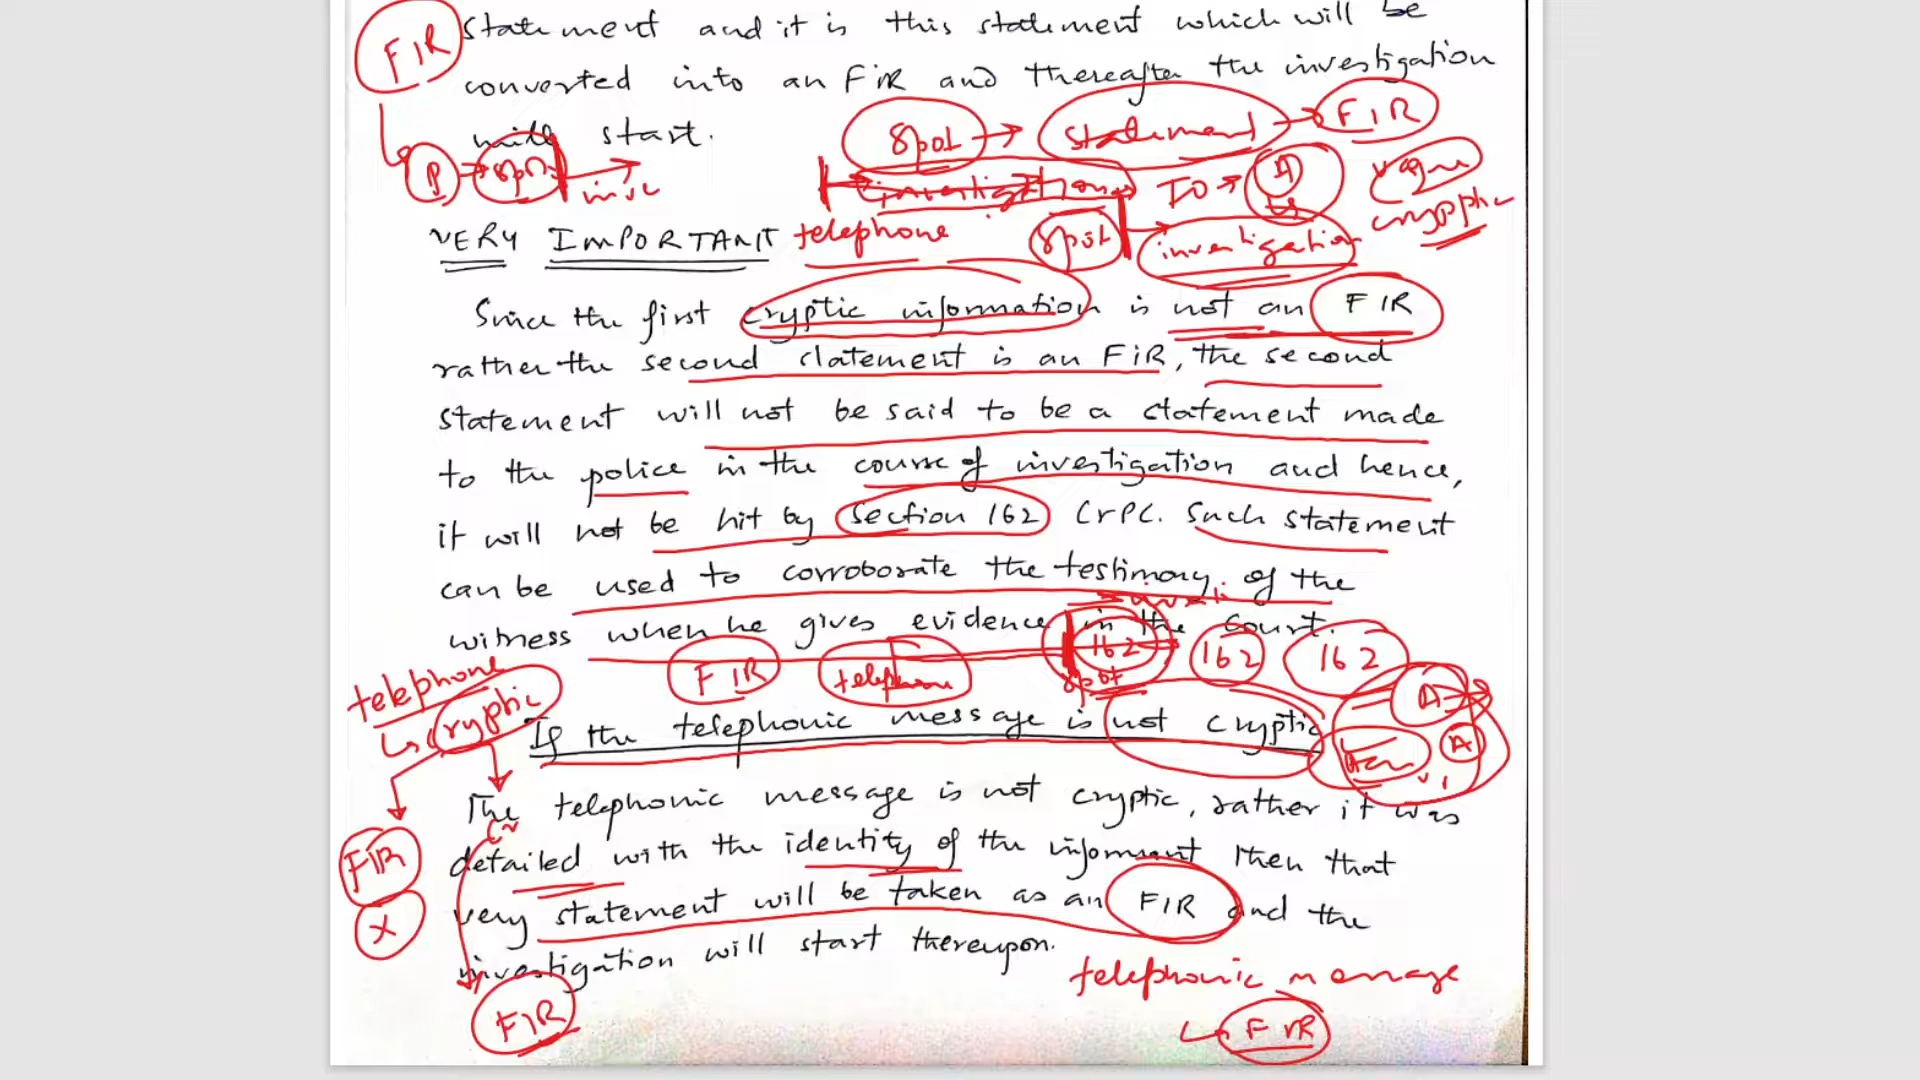 FIR statement and it is this statement which will be
converted into an FIR and thereafter the investigation
will start.
spot → statement → FIR
P → spot inve
investigation IO → A vague
cryptic
VERY IMPORTANT telephone spot investigation
Since the first cryptic information is not an FIR
rather the second statement is an FIR, the second
statement will not be said to be a statement made
to the police in the course of investigation and hence,
it will not be hit by section 162 CrPC. Such statement
can be used to corroborate the testimony of the
witness when he gives evidence in the Court.
FIR telephone 162 spot 162 162
telephone
cryptic
A
If the telephonic message is not cryptic
A
The telephonic message is not cryptic, rather it was
FIR detailed with the identity of the informant then that
X very statement will be taken as an FIR and the
investigation will start thereupon.
telephonic message
FIR FIR